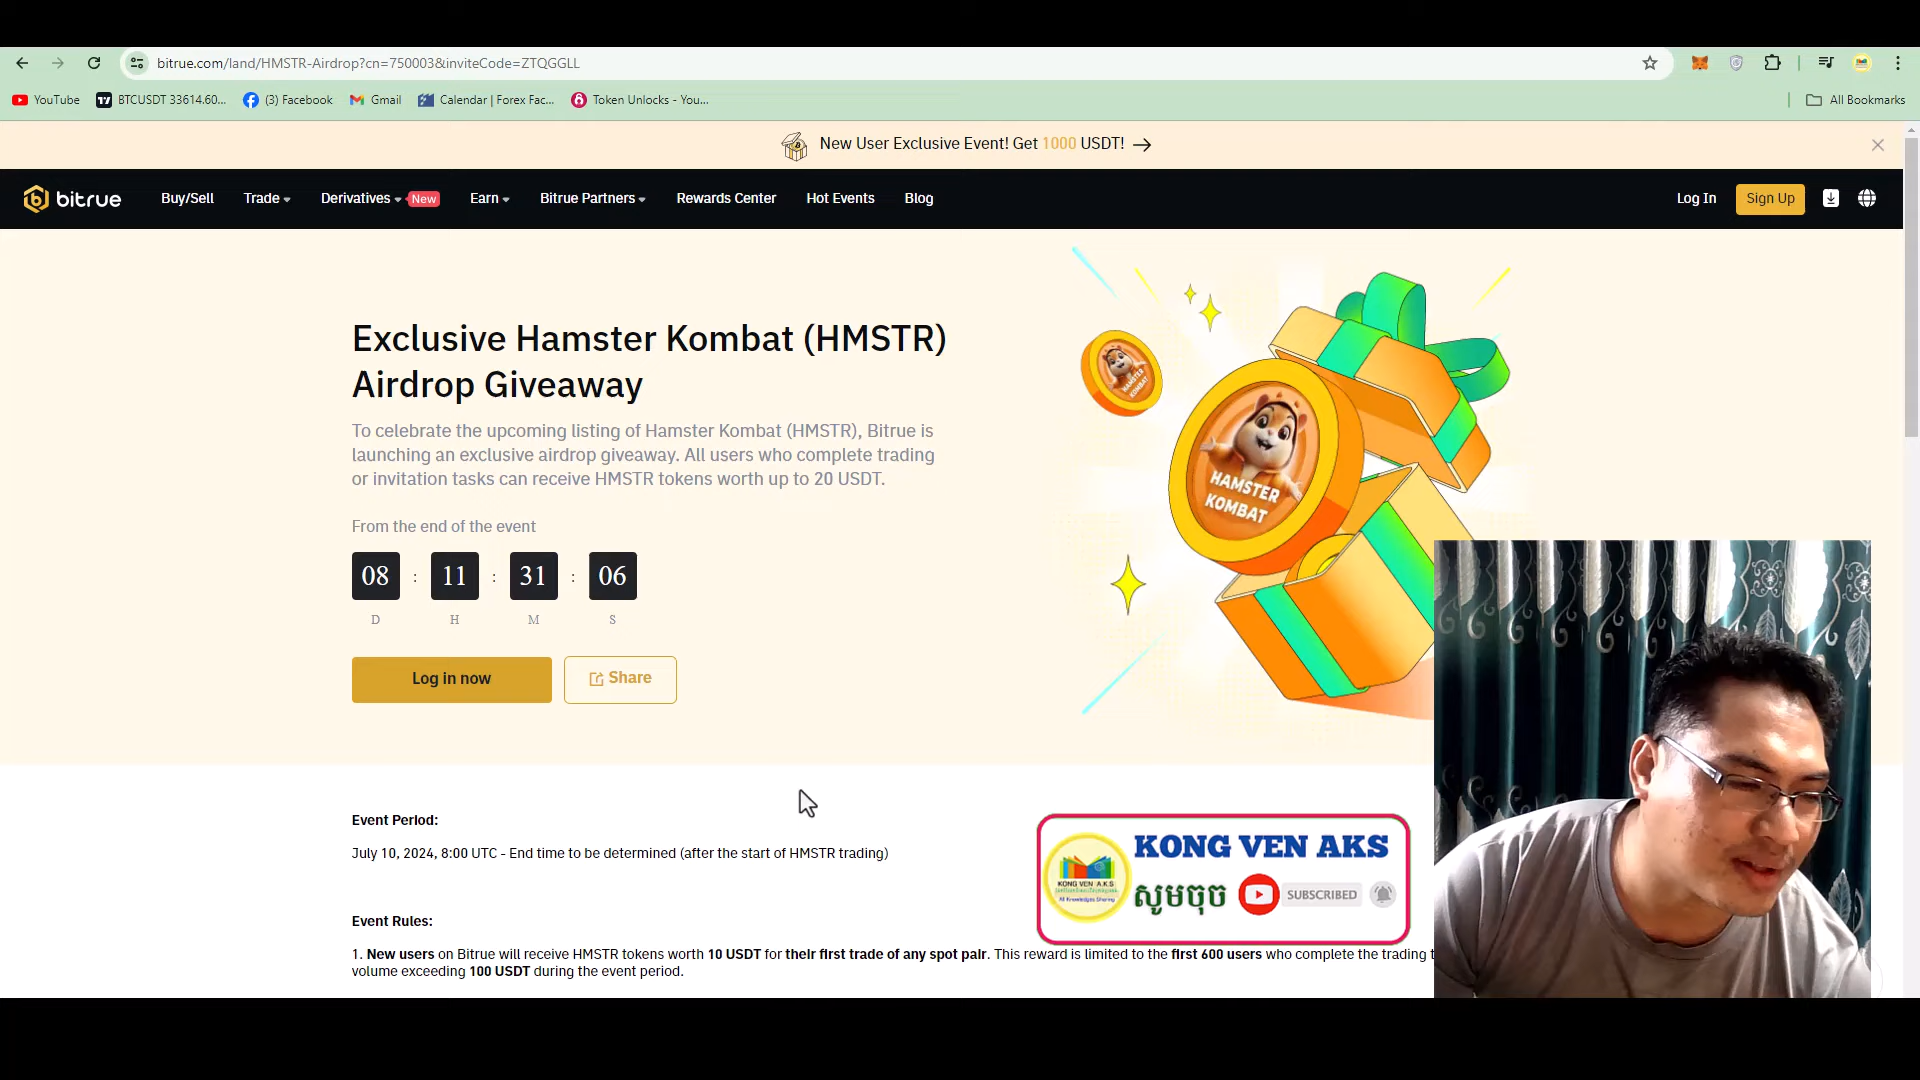 bitrue.com/land/HMSTR-Airdrop?cn=750003&inviteCode=ZTQGGLL
YouTube BTCUSDT 33614.60... (3) Facebook Gmail Calendar | Forex Fac... Token Unlocks - You... All Bookmarks
New User Exclusive Event! Get 1000 USDT!
bitrue Buy/Sell Trade Derivatives New Earn Bitrue Partners Rewards Center Hot Events Blog Log In Sign Up
Exclusive Hamster Kombat (HMSTR)
Airdrop Giveaway
To celebrate the upcoming listing of Hamster Kombat (HMSTR), Bitrue is
launching an exclusive airdrop giveaway. All users who complete trading
or invitation tasks can receive HMSTR tokens worth up to 20 USDT.
HAMSTER
KOMBAT
HAMSTER
KOMBAT
From the end of the event
08 : 11 : 31 : 06
D H M S
Log in now Share
Event Period:
July 10, 2024, 8:00 UTC - End time to be determined (after the start of HMSTR trading)
KONG VEN AKS
KONG VEN A.K.S
All Knowledges Sharing
សូមចុច SUBSCRIBED
Event Rules:
1. New users on Bitrue will receive HMSTR tokens worth 10 USDT for their first trade of any spot pair. This reward is limited to the first 600 users who complete the trading t
volume exceeding 100 USDT during the event period.